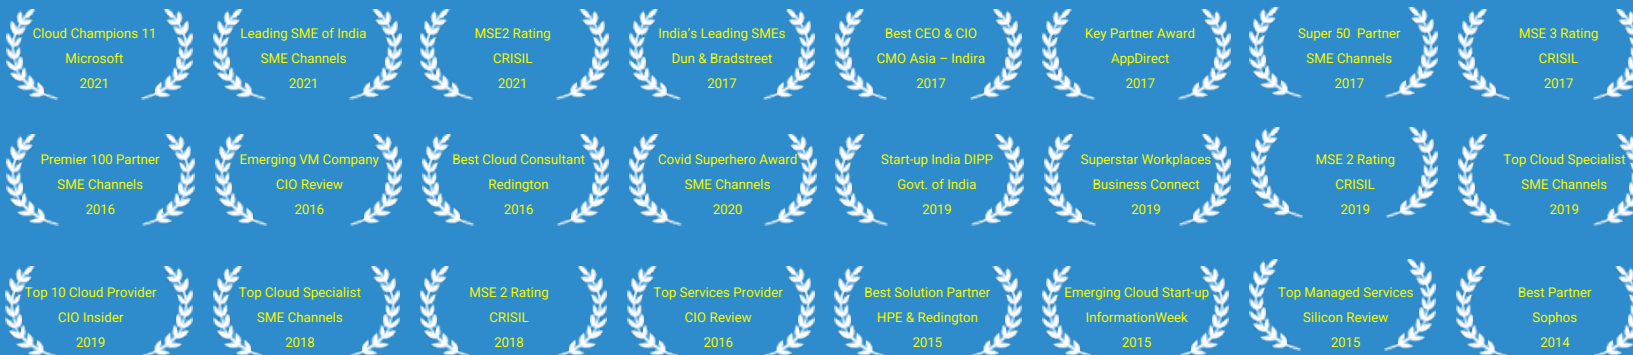 Cloud Champions 11
Microsoft
2021
Leading SME of India
SME Channels
2021
MSE2 Rating
CRISIL
2021
India's Leading SMEs
Dun & Bradstreet
2017
Best CEO & CIO
CMO Asia – Indira
2017
Key Partner Award
AppDirect
2017
Super 50 Partner
SME Channels
2017
MSE 3 Rating
CRISIL
2017
Premier 100 Partner
SME Channels
2016
Emerging VM Company
CIO Review
2016
Best Cloud Consultant
Redington
2016
Covid Superhero Award
SME Channels
2020
Start-up India DIPP
Govt. of India
2019
Superstar Workplaces
Business Connect
2019
MSE 2 Rating
CRISIL
2019
Top Cloud Specialist
SME Channels
2019
Top 10 Cloud Provider
CIO Insider
2019
Top Cloud Specialist
SME Channels
2018
MSE 2 Rating
CRISIL
2018
Top Services Provider
CIO Review
2016
Best Solution Partner
HPE & Redington
2015
Emerging Cloud Start-up
InformationWeek
2015
Top Managed Services
Silicon Review
2015
Best Partner
Sophos
2014